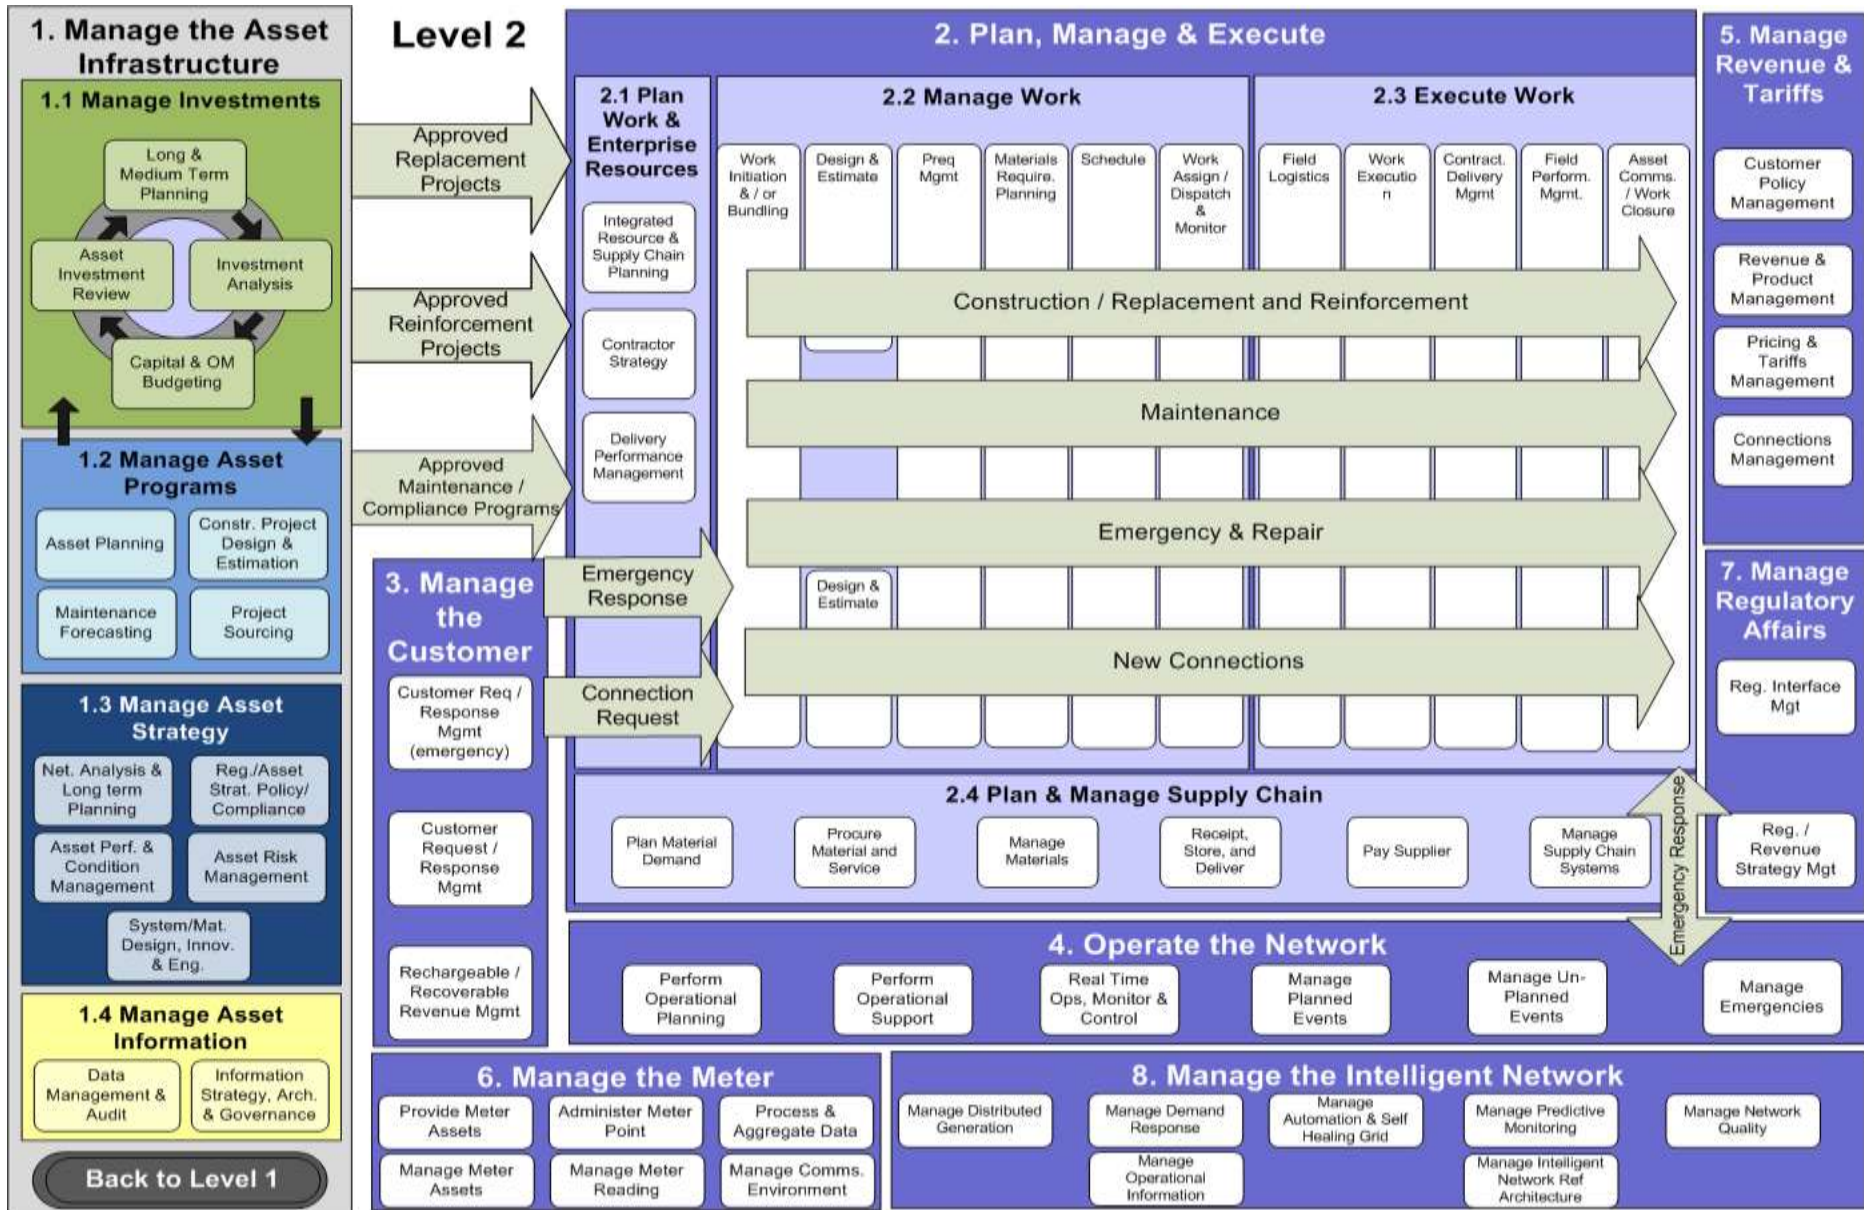 1. Manage the Asset
Infrastructure
1.1 Manage Investments
Long &
Medium Term
Planning
Asset
Investment
Review
Investment
Analysis
Capital & OM
Budgeting
1.2 Manage Asset
Programs
Asset Planning
Constr. Project
Design &
Estimation
Maintenance
Forecasting
Project
Sourcing
1.3 Manage Asset
Strategy
Net. Analysis &
Long term
Planning
Reg./Asset
Strat. Policy/
Compliance
Asset Perf. &
Condition
Management
Asset Risk
Management
System/Mat.
Design, Innov.
& Eng.
1.4 Manage Asset
Information
Data
Management &
Audit
Information
Strategy, Arch.
& Governance
Back to Level 1
Level 2
Approved
Replacement
Projects
Approved
Reinforcement
Projects
Approved
Maintenance /
Compliance Programs
2. Plan, Manage & Execute
2.1 Plan
Work &
Enterprise
Resources
Integrated
Resource &
Supply Chain
Planning
Contractor
Strategy
Delivery
Performance
Management
2.2 Manage Work
Work
Initiation
& / or
Bundling
Design &
Estimate
Preq
Mgmt
Materials
Require.
Planning
Schedule
Work
Assign /
Dispatch
&
Monitor
2.3 Execute Work
Field
Logistics
Work
Executio
n
Contract.
Delivery
Mgmt
Field
Perform.
Mgmt.
Asset
Comms.
/ Work
Closure
Construction / Replacement and Reinforcement
Maintenance
Emergency & Repair
Design &
Estimate
New Connections
Emergency
Response
Connection
Request
3. Manage
the
Customer
Customer Req /
Response
Mgmt
(emergency)
Customer
Request /
Response
Mgmt
Rechargeable /
Recoverable
Revenue Mgmt
2.4 Plan & Manage Supply Chain
Plan Material
Demand
Procure
Material and
Service
Manage
Materials
Receipt,
Store, and
Deliver
Pay Supplier
Manage
Supply Chain
Systems
Emergency Response
4. Operate the Network
Perform
Operational
Planning
Perform
Operational
Support
Real Time
Ops, Monitor &
Control
Manage
Planned
Events
Manage Un-
Planned
Events
Manage
Emergencies
5. Manage
Revenue &
Tariffs
Customer
Policy
Management
Revenue &
Product
Management
Pricing &
Tariffs
Management
Connections
Management
7. Manage
Regulatory
Affairs
Reg. Interface
Mgt
Reg. /
Revenue
Strategy Mgt
6. Manage the Meter
Provide Meter
Assets
Administer Meter
Point
Process &
Aggregate Data
Manage Meter
Assets
Manage Meter
Reading
Manage Comms.
Environment
8. Manage the Intelligent Network
Manage Distributed
Generation
Manage Demand
Response
Manage
Automation & Self
Healing Grid
Manage Predictive
Monitoring
Manage Network
Quality
Manage
Operational
Information
Manage Intelligent
Network Ref
Architecture